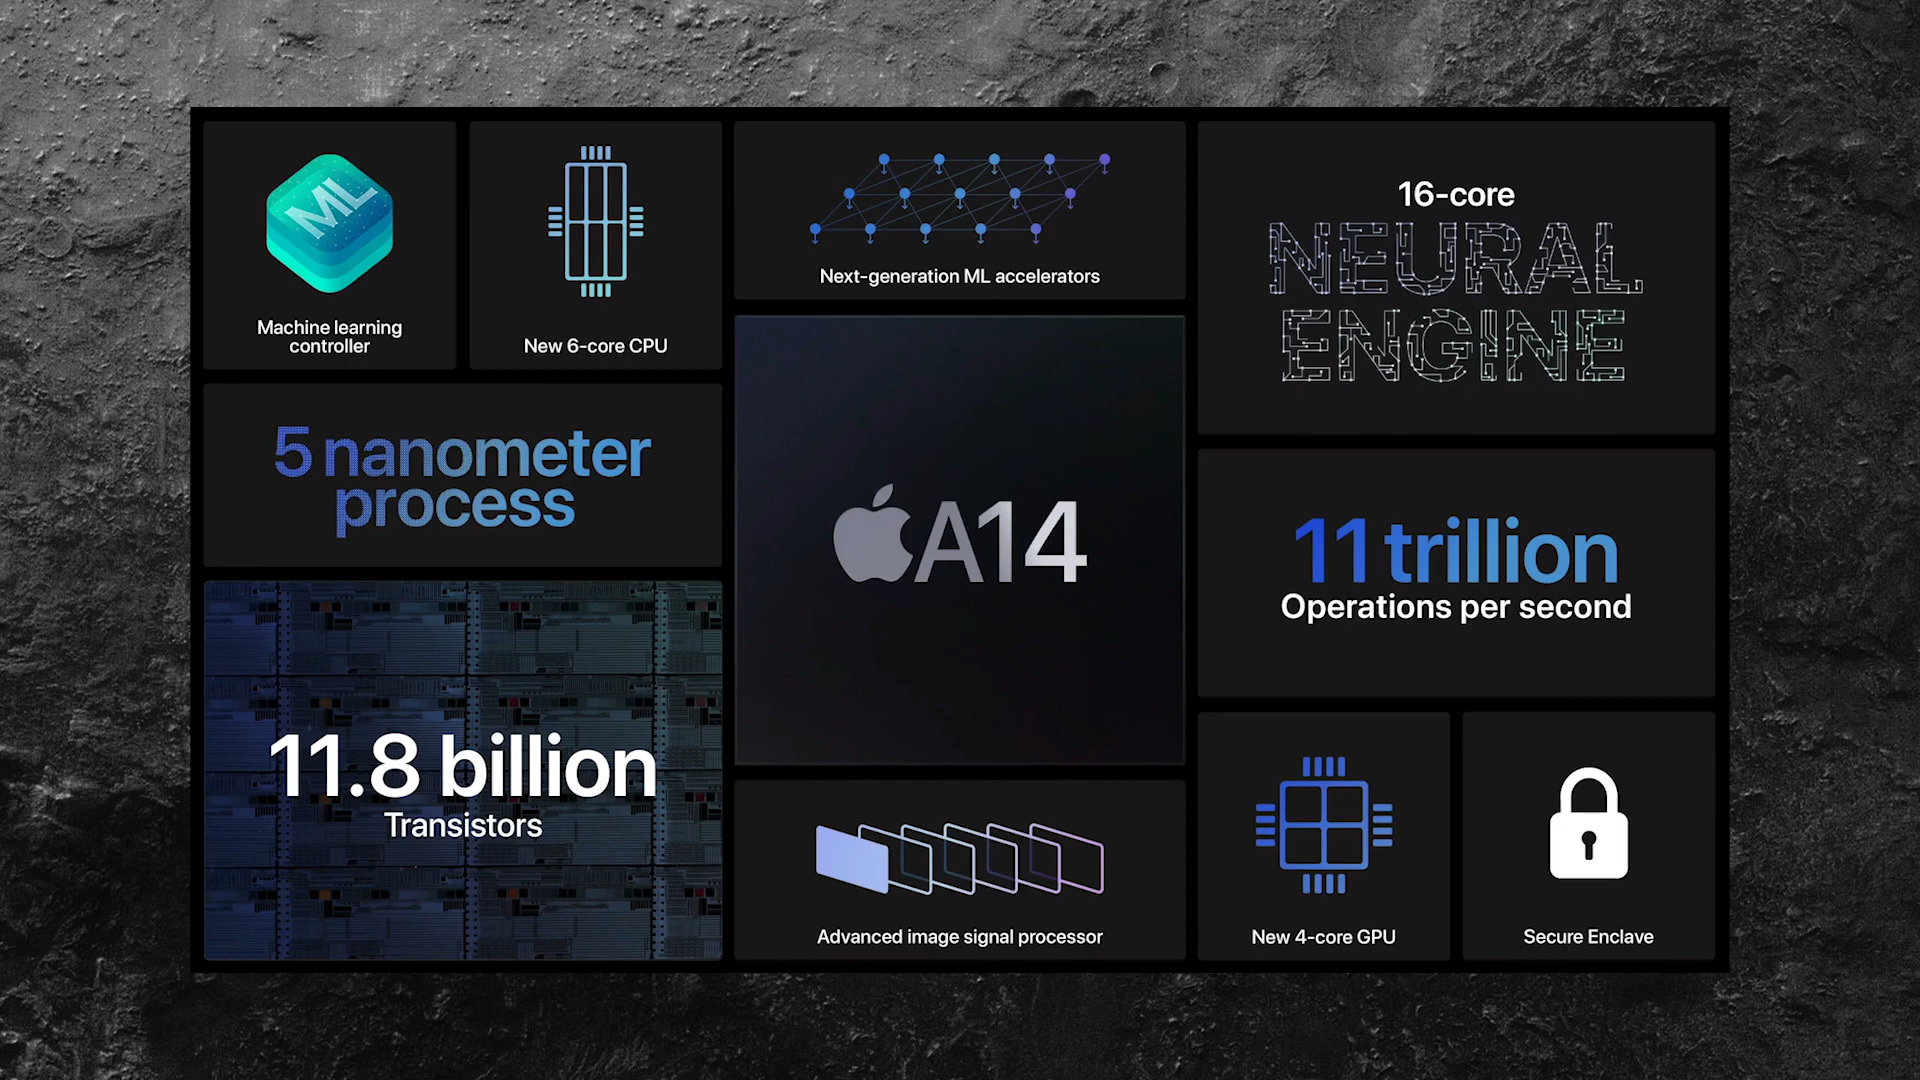 ML
Machine learning
controller
New 6-core CPU
Next-generation ML accelerators
16-core
NEURAL
ENGINE
5 nanometer
process
A14
11 trillion
Operations per second
11.8 billion
Transistors
Advanced image signal processor
New 4-core GPU
Secure Enclave